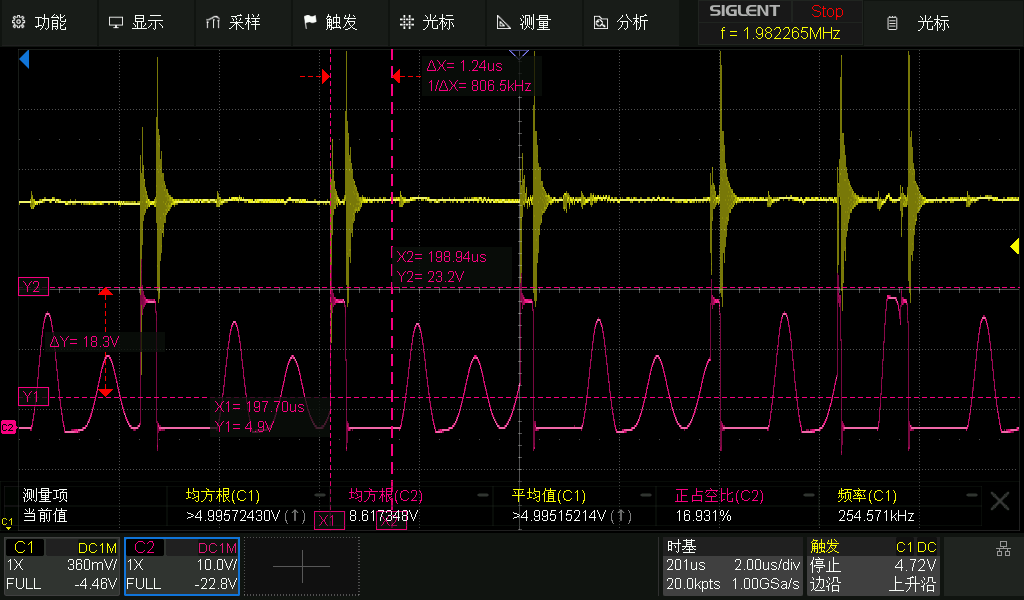 功能 显示 采样 触发 光标 测量 分析 SIGLENT Stop 光标
f = 1.982265MHz
ΔX= 1.24us
1/ΔX= 806.5kHz
X2= 198.94us
Y2= 23.2V
Y2
ΔY= 18.3V
Y1
X1= 197.70us
Y1= 4.9V
C2
测量项 均方根(C1) 均方根(C2) 平均值(C1) 正占空比(C2) 频率(C1)
当前值 >4.99572430V (↑) 8.617348V >4.99515214V (↑) 16.931% 254.571kHz
C1 X1
C1 DC1M C2 DC1M 时基 触发 C1 DC
1X 360mV/ 1X 10.0V/ 201us 2.00us/div 停止 4.72V
FULL -4.46V FULL -22.8V 20.0kpts 1.00GSa/s 边沿 上升沿